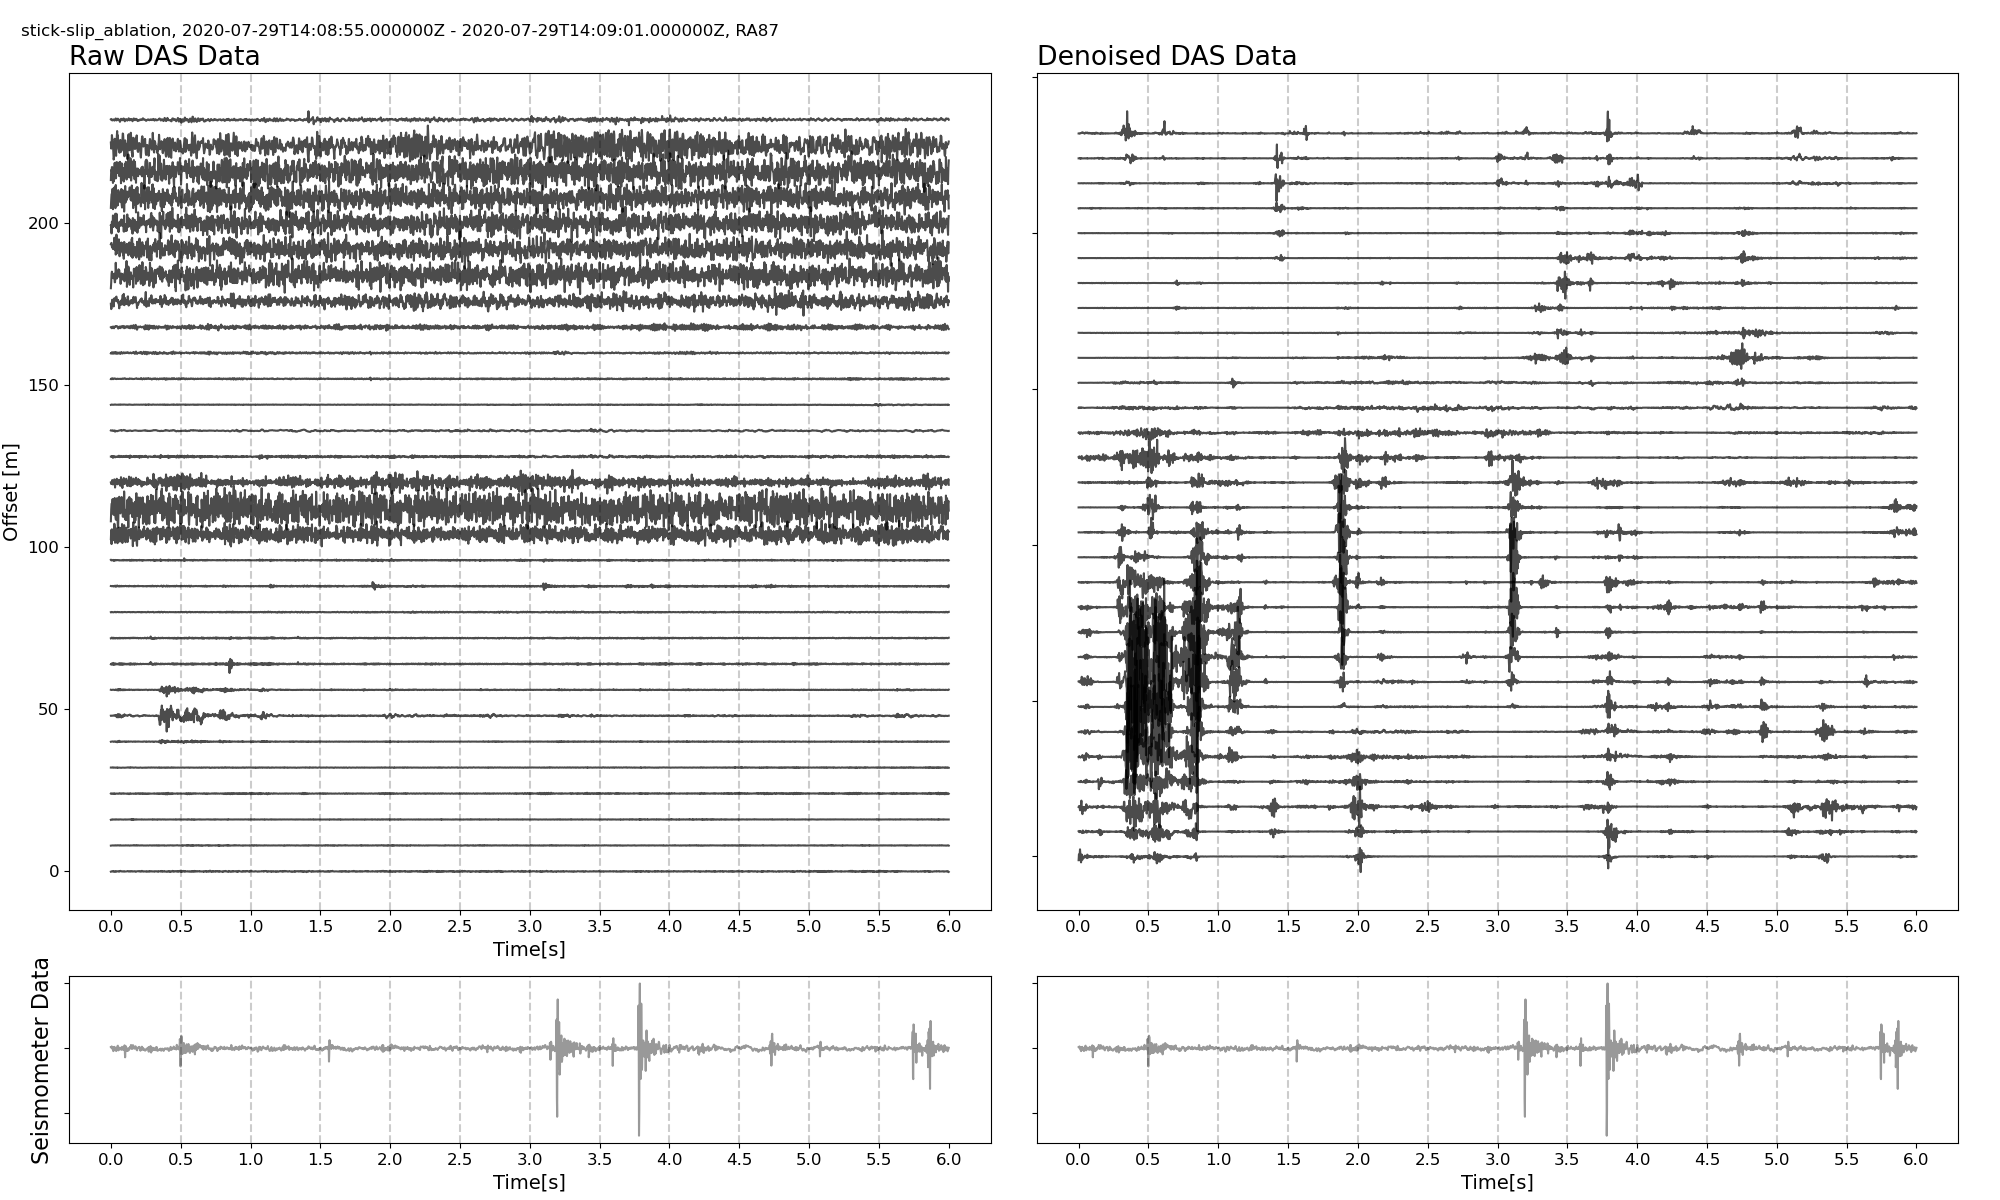 stick-slip_ablation, 2020-07-29T14:08:55.000000Z - 2020-07-29T14:09:01.000000Z, RA87
Raw DAS Data
Denoised DAS Data
Offset [m]
200
150
100
50
0
0.0 0.5 1.0 1.5 2.0 2.5 3.0 3.5 4.0 4.5 5.0 5.5 6.0
Time[s]
0.0 0.5 1.0 1.5 2.0 2.5 3.0 3.5 4.0 4.5 5.0 5.5 6.0
Seismometer Data
0.0 0.5 1.0 1.5 2.0 2.5 3.0 3.5 4.0 4.5 5.0 5.5 6.0
Time[s]
0.0 0.5 1.0 1.5 2.0 2.5 3.0 3.5 4.0 4.5 5.0 5.5 6.0
Time[s]